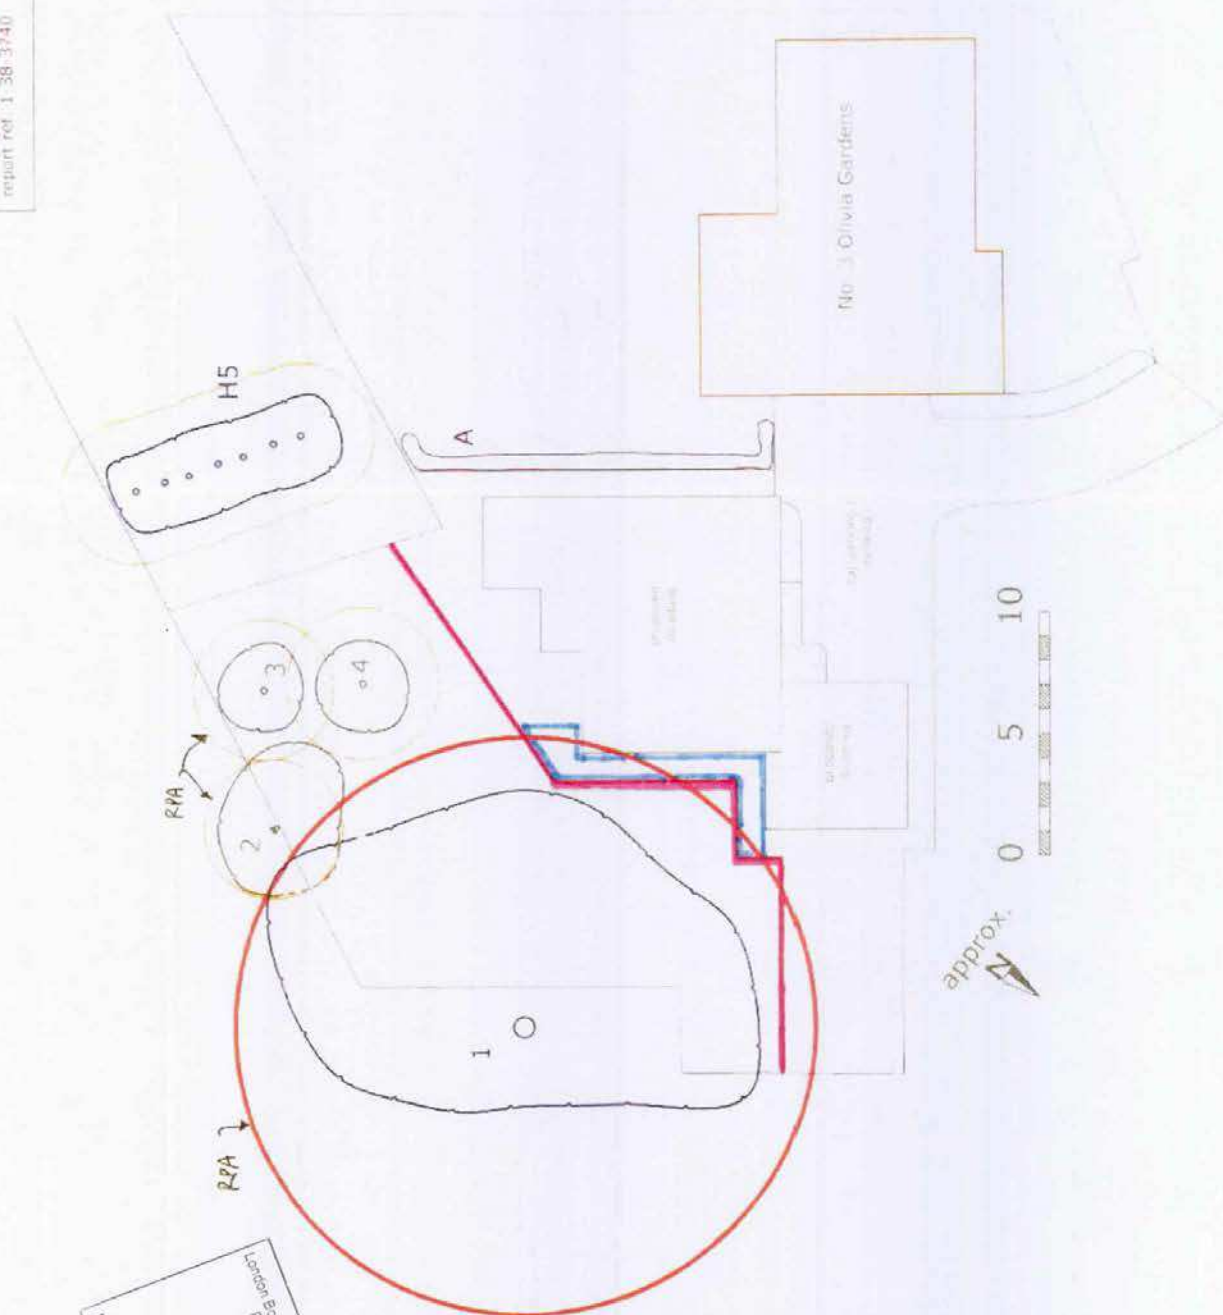 report ref: 1-38-3740
H5
A
No. 3 Olivia Gardens
3
4
2
RPA
1
RPA
proposed
0
5
10
approx.
N
London Bo